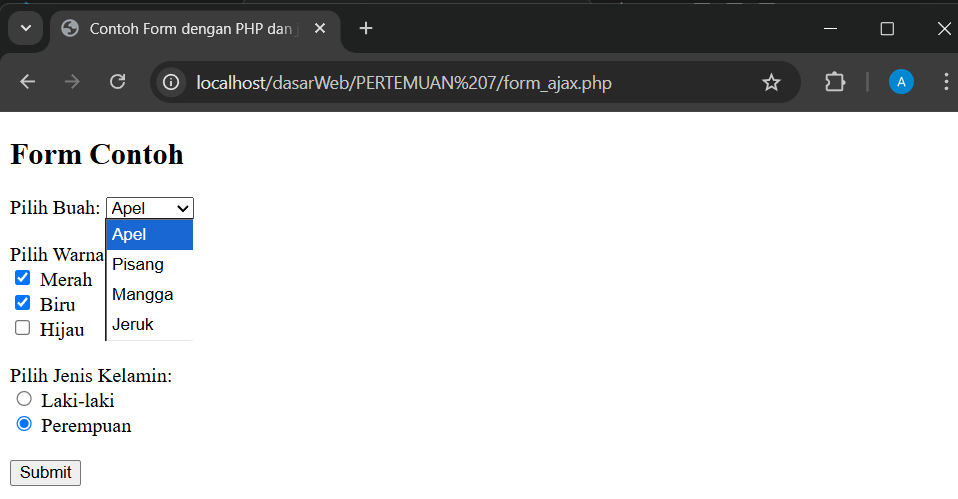 Contoh Form dengan PHP dan j
localhost/dasarWeb/PERTEMUAN%207/form_ajax.php
A
Form Contoh
Pilih Buah: Apel
Apel
Pisang
Mangga
Jeruk
Pilih Warna
Merah
Biru
Hijau
Pilih Jenis Kelamin:
Laki-laki
Perempuan
Submit